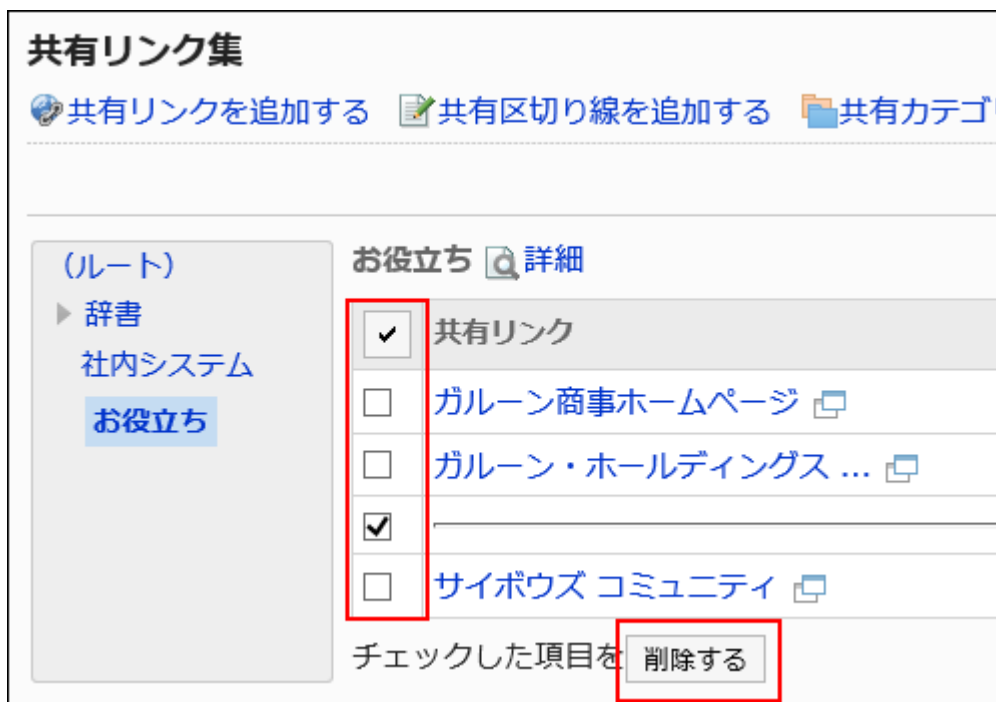 共有リンク集
共有リンクを追加する 共有区切り線を追加する 共有カテゴ
(ルート)
辞書
社内システム
お役立ち
お役立ち 詳細
共有リンク
ガルーン商事ホームページ
ガルーン・ホールディングス ...
サイボウズ コミュニティ
チェックした項目を 削除する